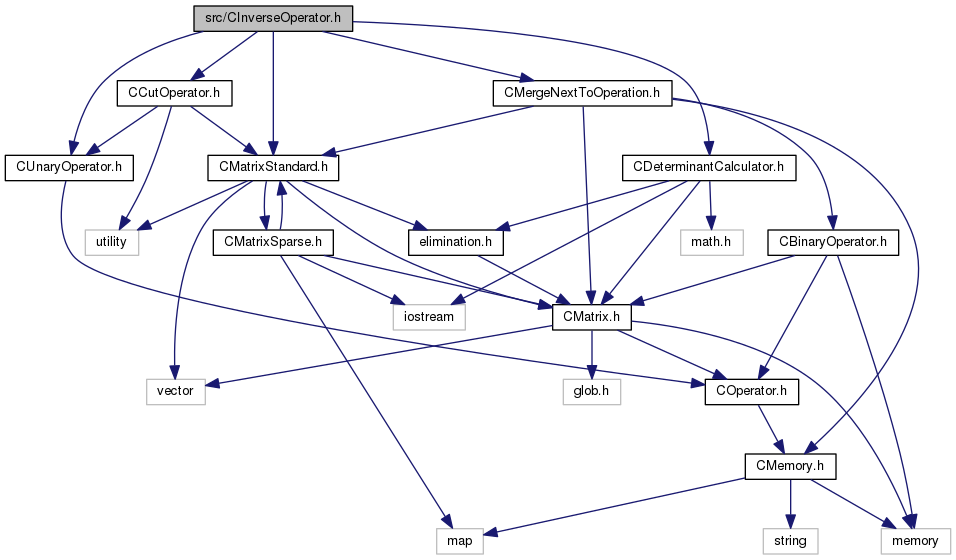 src/CInverseOperator.h
CCutOperator.h
CMergeNextToOperation.h
CUnaryOperator.h
CMatrixStandard.h
CDeterminantCalculator.h
utility
CMatrixSparse.h
elimination.h
math.h
CBinaryOperator.h
iostream
CMatrix.h
vector
glob.h
COperator.h
CMemory.h
map
string
memory